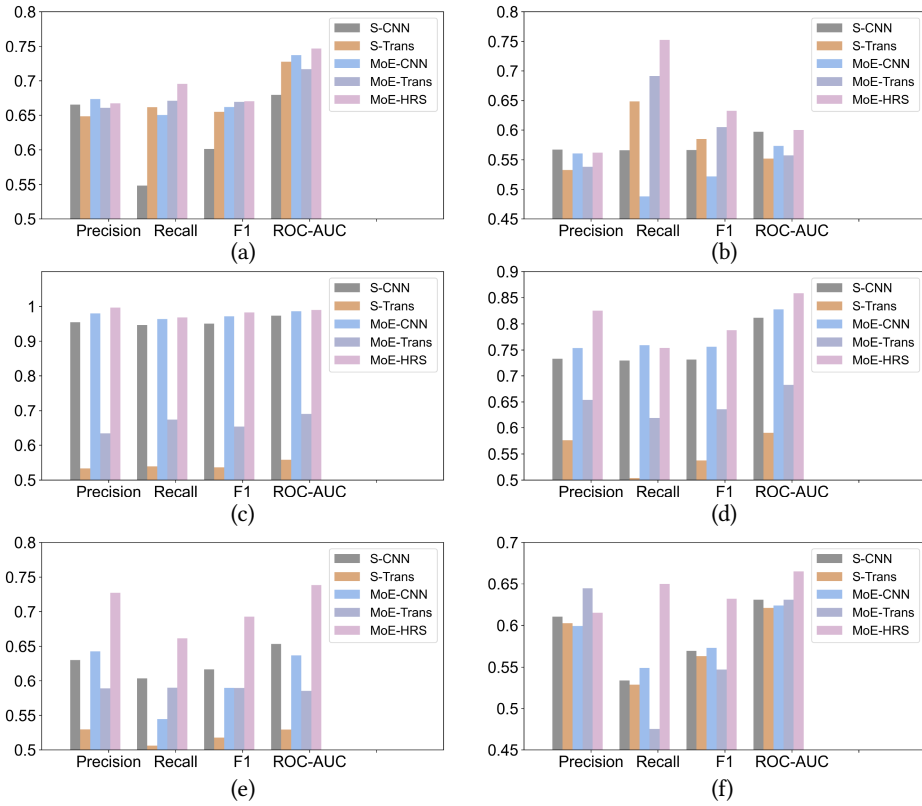 0.8
0.75
0.7
0.65
0.6
0.55
0.5
S-CNN
S-Trans
MoE-CNN
MoE-Trans
MoE-HRS
Precision Recall F1 ROC-AUC
(a)
0.8
0.75
0.7
0.65
0.6
0.55
0.5
0.45
S-CNN
S-Trans
MoE-CNN
MoE-Trans
MoE-HRS
Precision Recall F1 ROC-AUC
(b)
1
0.9
0.8
0.7
0.6
0.5
S-CNN
S-Trans
MoE-CNN
MoE-Trans
MoE-HRS
Precision Recall F1 ROC-AUC
(c)
0.9
0.85
0.8
0.75
0.7
0.65
0.6
0.55
0.5
S-CNN
S-Trans
MoE-CNN
MoE-Trans
MoE-HRS
Precision Recall F1 ROC-AUC
(d)
0.8
0.75
0.7
0.65
0.6
0.55
0.5
S-CNN
S-Trans
MoE-CNN
MoE-Trans
MoE-HRS
Precision Recall F1 ROC-AUC
(e)
0.7
0.65
0.6
0.55
0.5
0.45
S-CNN
S-Trans
MoE-CNN
MoE-Trans
MoE-HRS
Precision Recall F1 ROC-AUC
(f)